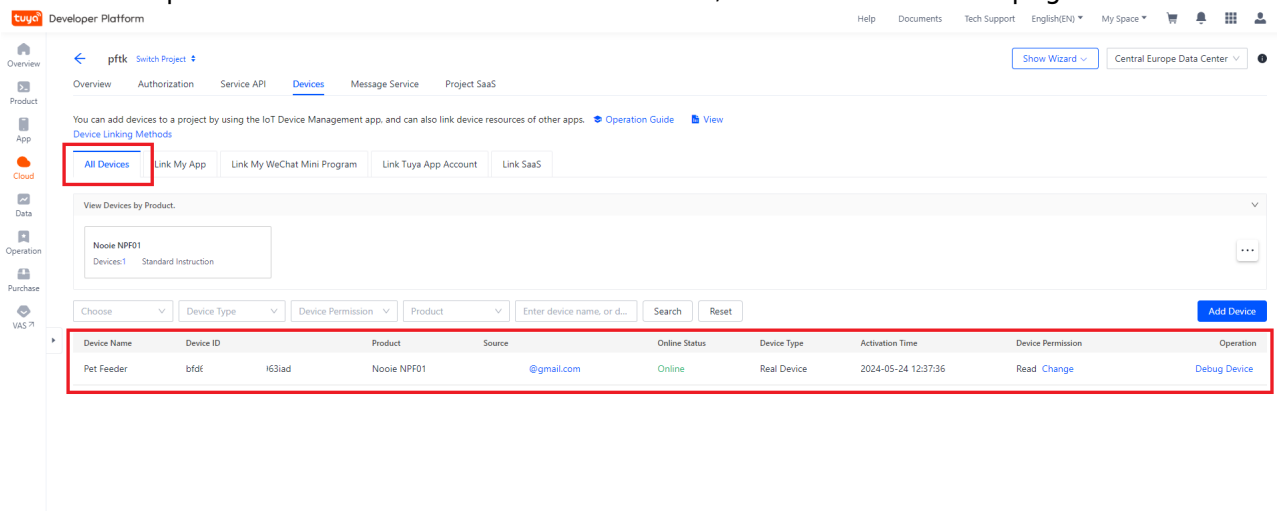 tuya Developer Platform
Help Documents Tech Support English(EN) My Space
Overview
Product
App
Cloud
Data
Operation
Purchase
VAS
pftk Switch Project
Show Wizard
Central Europe Data Center
Overview Authorization Service API Devices Message Service Project SaaS
You can add devices to a project by using the IoT Device Management app, and can also link device resources of other apps. Operation Guide View
Device Linking Methods
All Devices Link My App Link My WeChat Mini Program Link Tuya App Account Link SaaS
View Devices by Product.
Nooie NPF01
Devices:1 Standard Instruction
Choose Device Type Device Permission Product Enter device name, or d... Search Reset Add Device
Device Name Device ID Product Source Online Status Device Type Activation Time Device Permission Operation
Pet Feeder 63iad Nooie NPF01 @gmail.com Online Real Device 2024-05-24 12:37:36 Read Change Debug Device